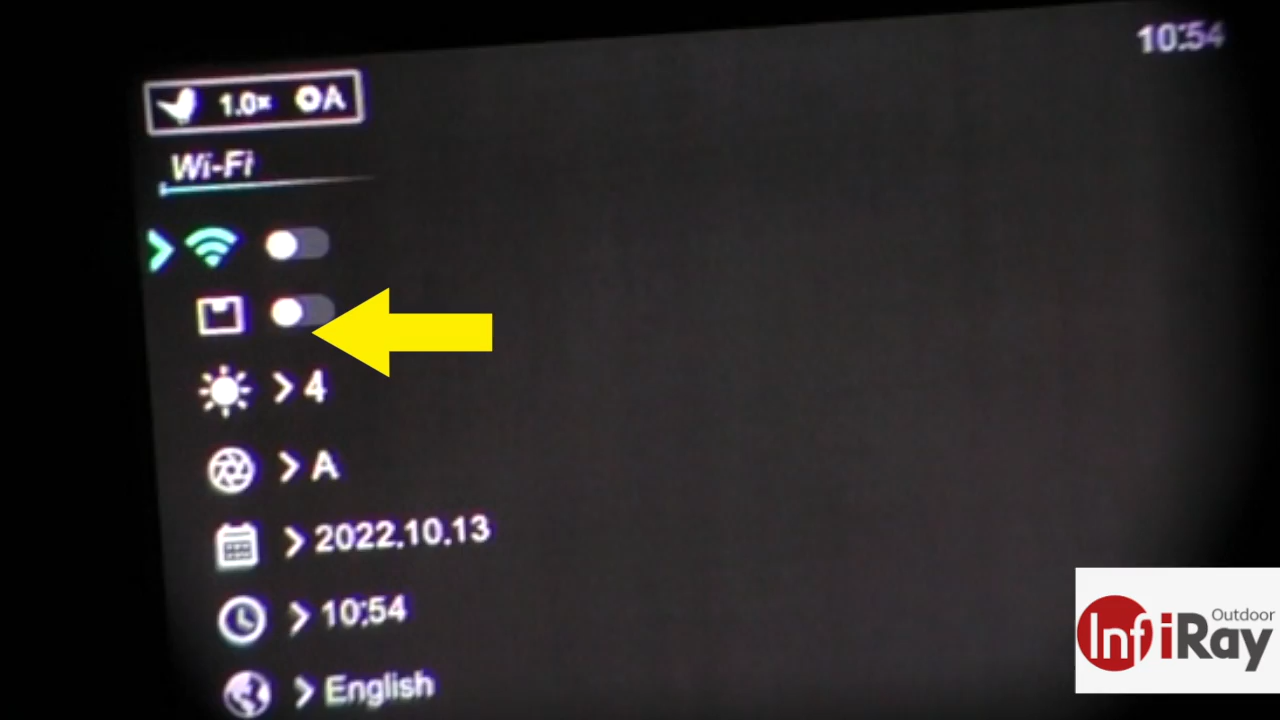 10:54
1.0× A
Wi-Fi
4
A
2022.10.13
10:54
English
Outdoor
InfiRay